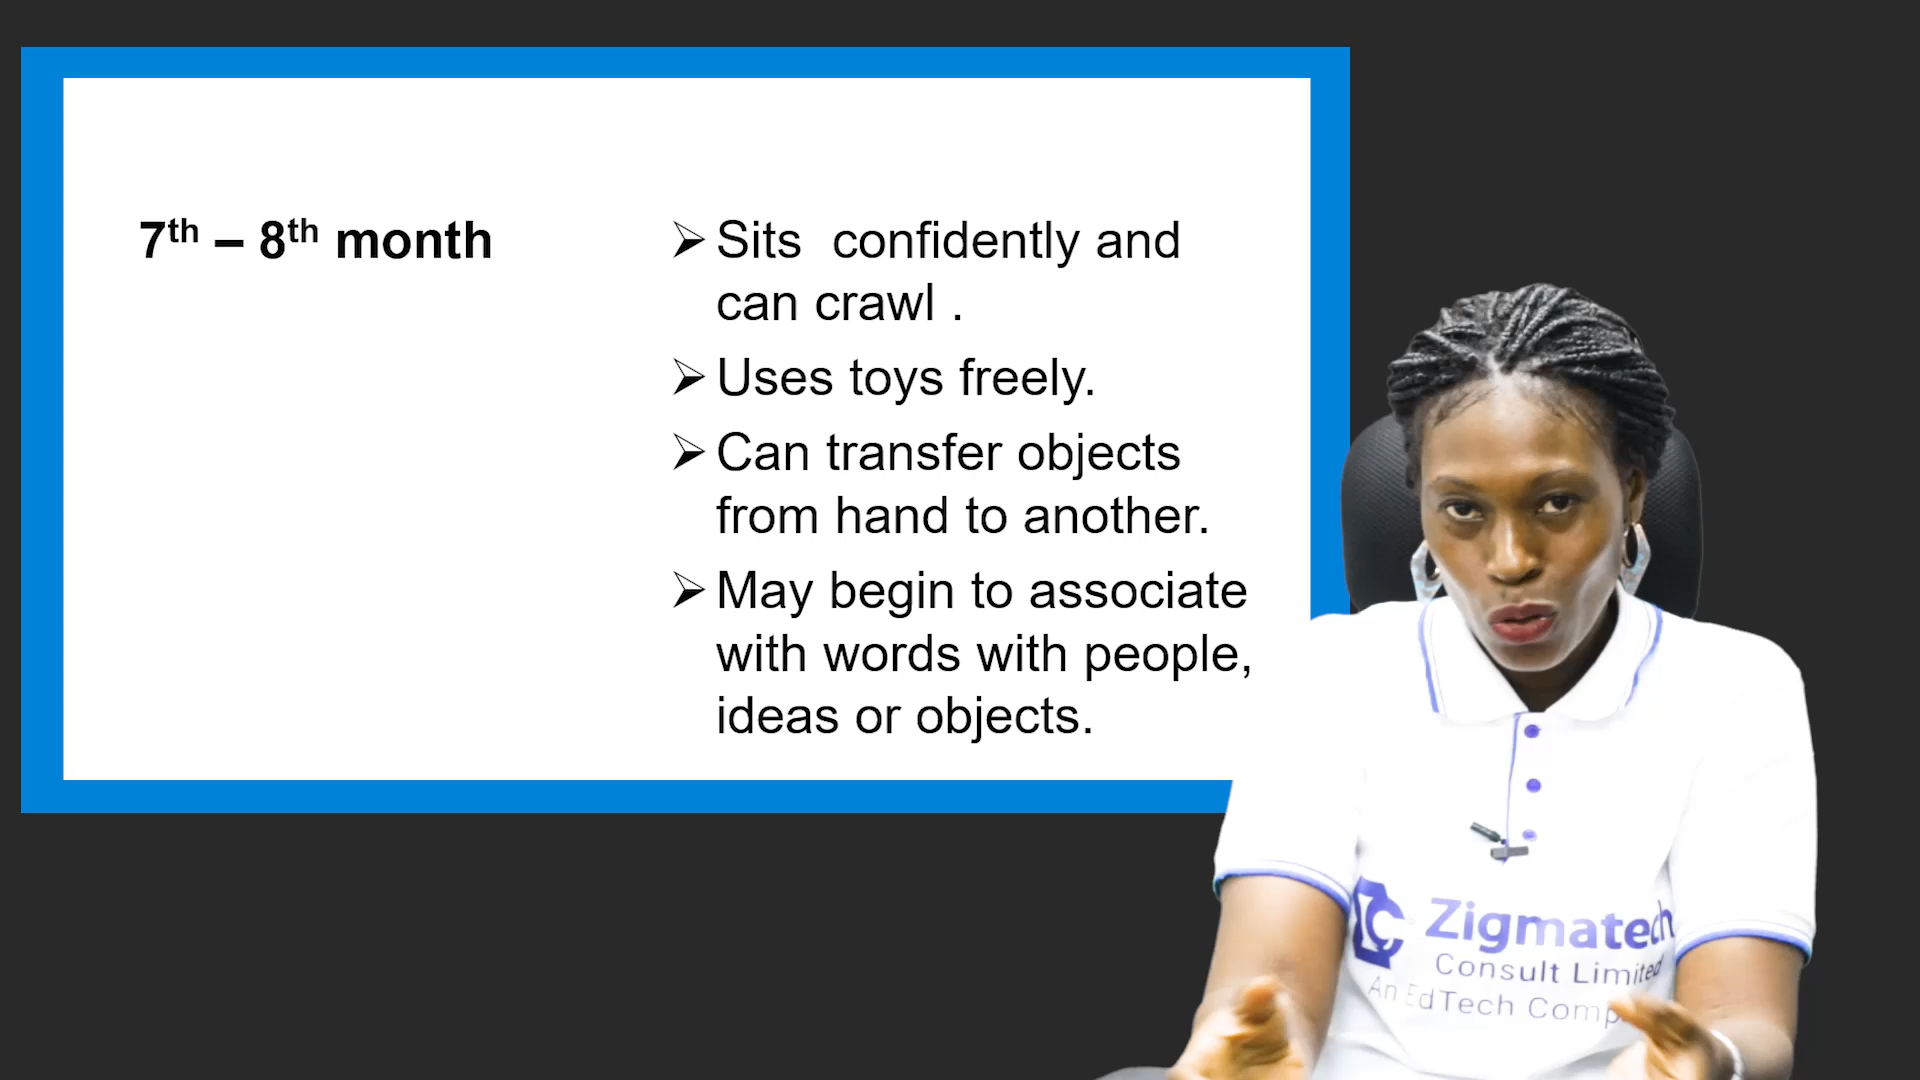 7th – 8th month
➢ Sits  confidently and
can crawl .
➢ Uses toys freely.
➢ Can transfer objects
from hand to another.
➢ May begin to associate
with words with people,
ideas or objects.
Zigmatech
Consult Limited
An EdTech Comp